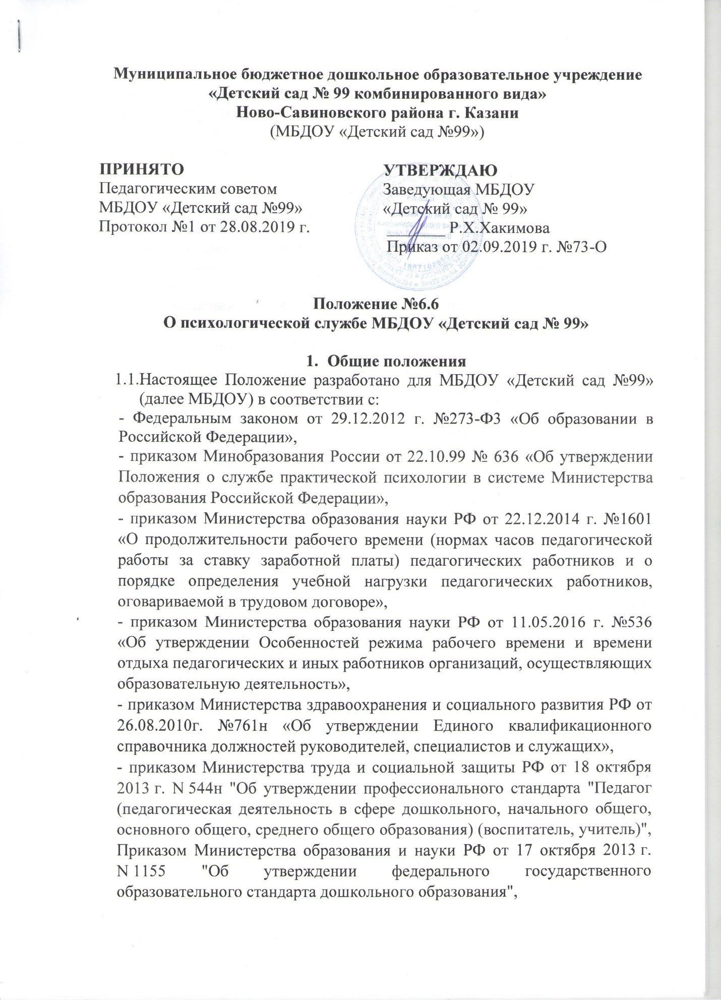 Муниципальное бюджетное дошкольное образовательное учреждение
«Детский сад № 99 комбинированного вида»
Ново-Савиновского района г. Казани
(МБДОУ «Детский сад №99»)
ПРИНЯТО
Педагогическим советом
МБДОУ «Детский сад №99»
Протокол №1 от 28.08.2019 г.
УТВЕРЖДАЮ
Заведующая МБДОУ
«Детский сад № 99»
_______ Р.Х.Хакимова
Приказ от 02.09.2019 г. №73-О
Положение №6.6
О психологической службе МБДОУ «Детский сад № 99»
1. Общие положения
1.1.Настоящее Положение разработано для МБДОУ «Детский сад №99»
(далее МБДОУ) в соответствии с:
- Федеральным законом от 29.12.2012 г. №273-ФЗ «Об образовании в
Российской Федерации»,
- приказом Минобразования России от 22.10.99 № 636 «Об утверждении
Положения о службе практической психологии в системе Министерства
образования Российской Федерации»,
- приказом Министерства образования науки РФ от 22.12.2014 г. №1601
«О продолжительности рабочего времени (нормах часов педагогической
работы за ставку заработной платы) педагогических работников и о
порядке определения учебной нагрузки педагогических работников,
оговариваемой в трудовом договоре»,
- приказом Министерства образования науки РФ от 11.05.2016 г. №536
«Об утверждении Особенностей режима рабочего времени и времени
отдыха педагогических и иных работников организаций, осуществляющих
образовательную деятельность»,
- приказом Министерства здравоохранения и социального развития РФ от
26.08.2010г. №761н «Об утверждении Единого квалификационного
справочника должностей руководителей, специалистов и служащих»,
- приказом Министерства труда и социальной защиты РФ от 18 октября
2013 г. N 544н "Об утверждении профессионального стандарта "Педагог
(педагогическая деятельность в сфере дошкольного, начального общего,
основного общего, среднего общего образования) (воспитатель, учитель)",
Приказом Министерства образования и науки РФ от 17 октября 2013 г.
N 1155 "Об утверждении федерального государственного
образовательного стандарта дошкольного образования",